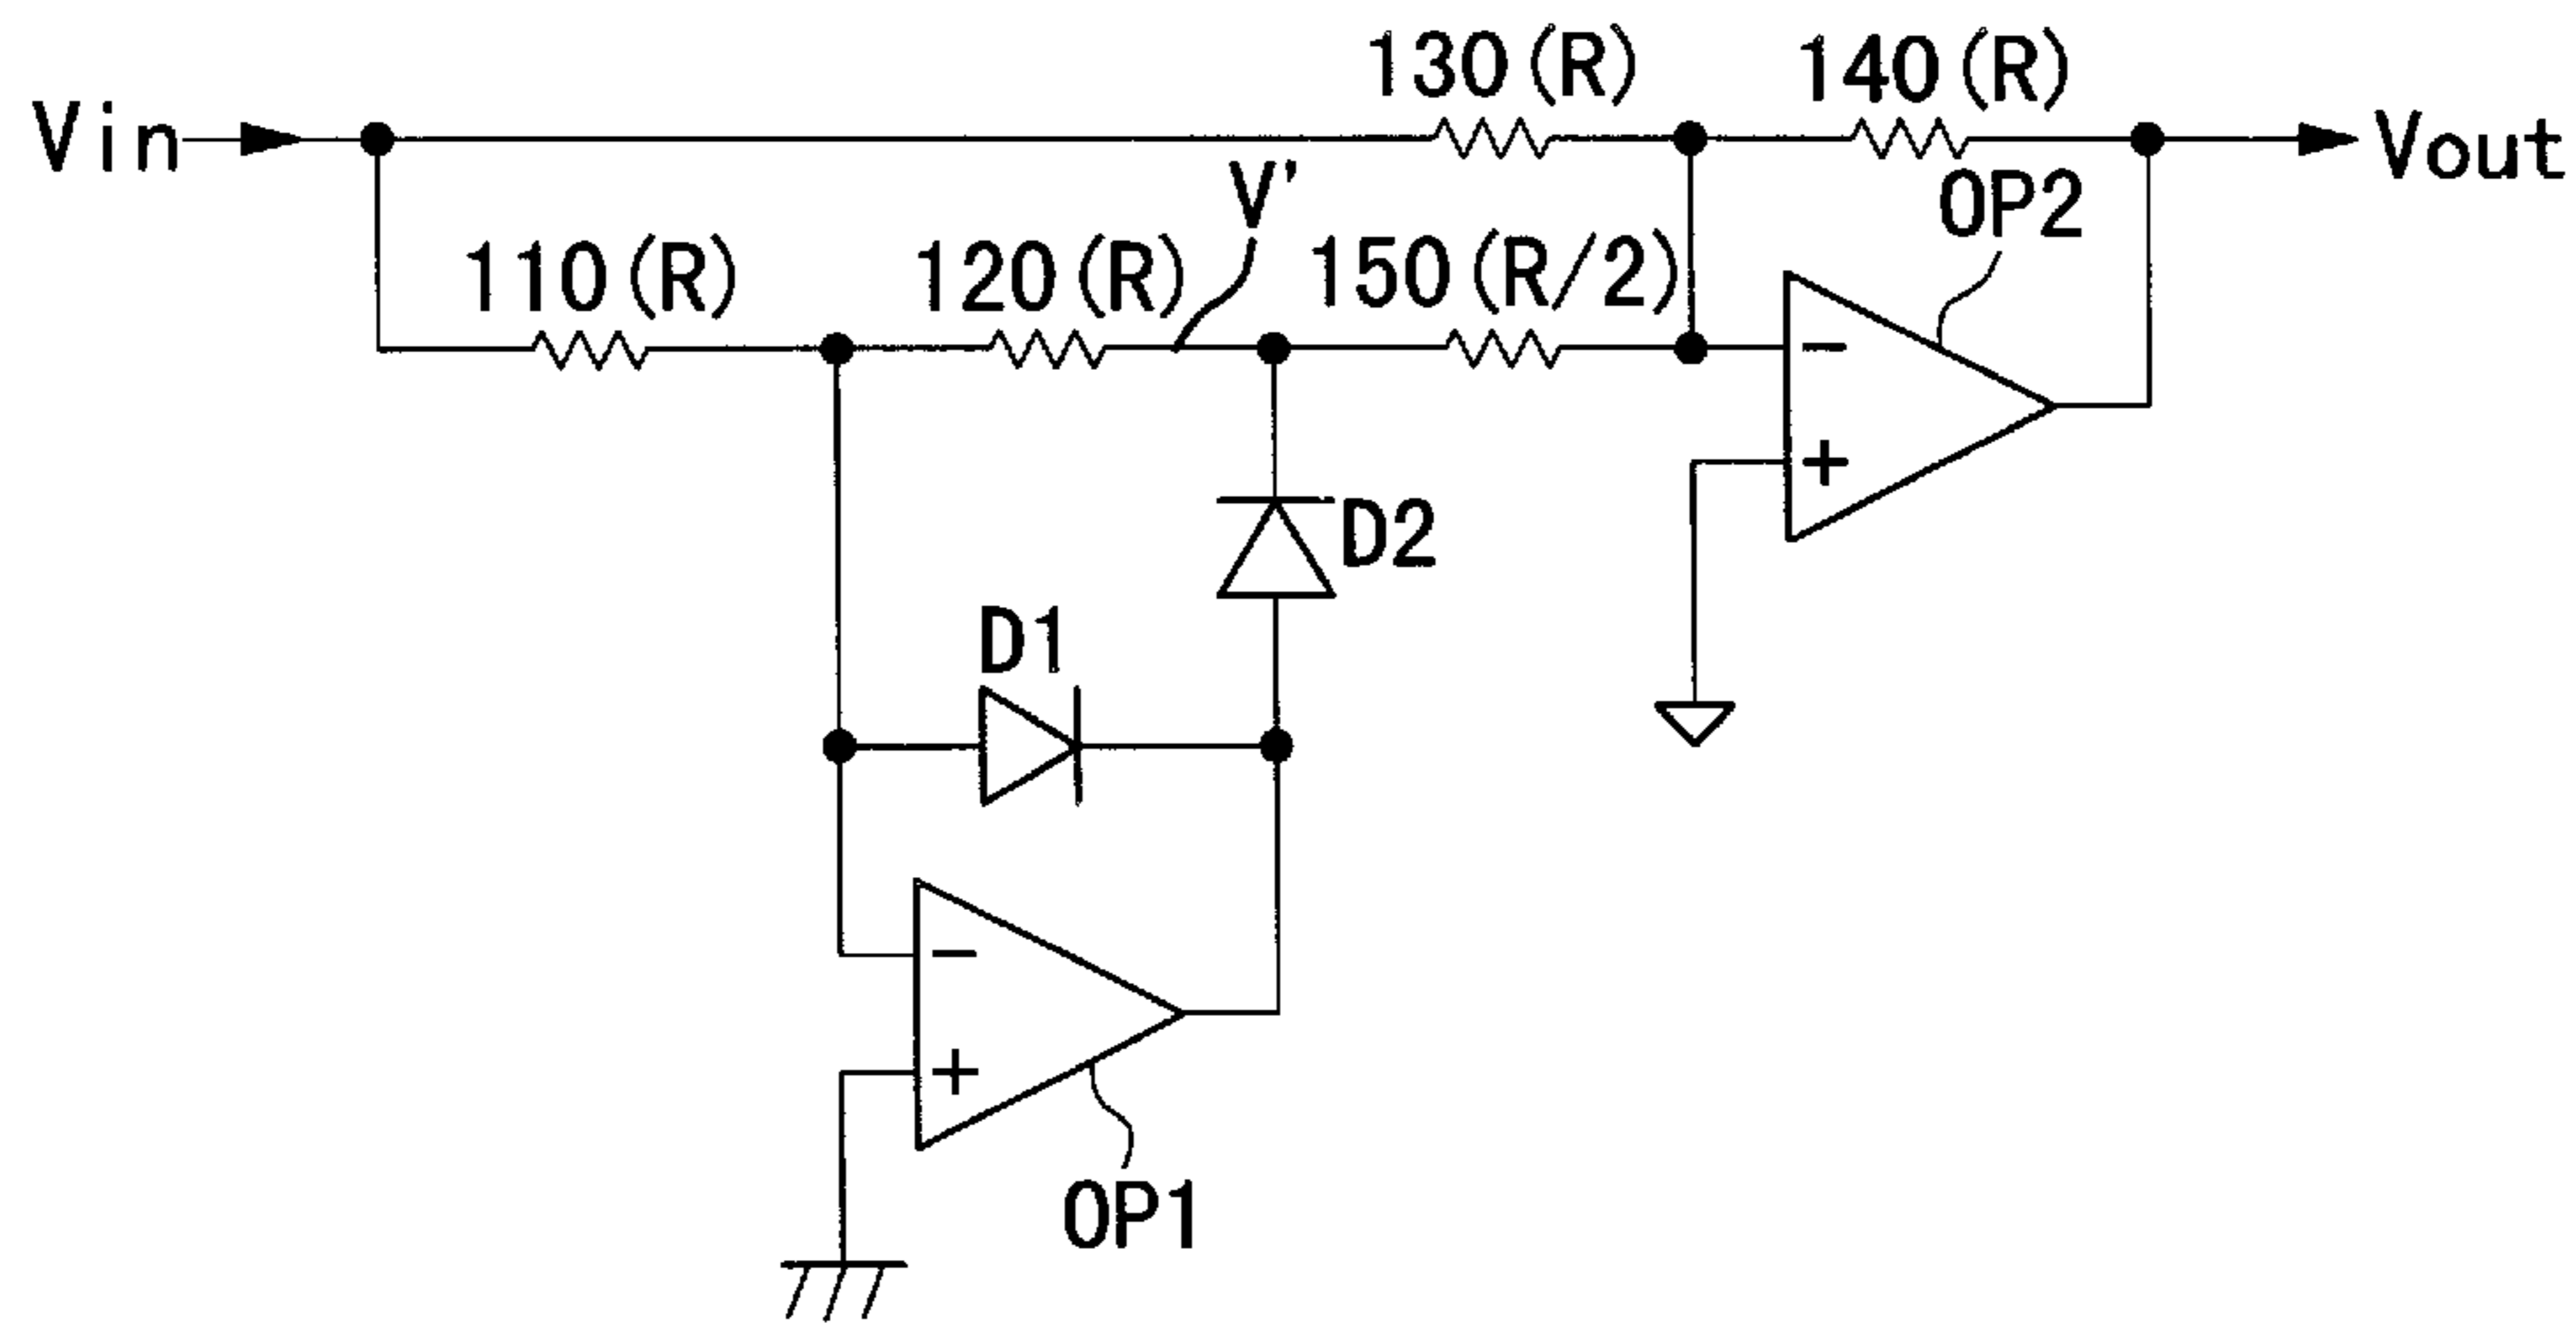 130(R) 140(R)
Vin Vout
V'
OP2
110(R) 120(R) 150(R/2)
−
+
D2
D1
−
+
OP1